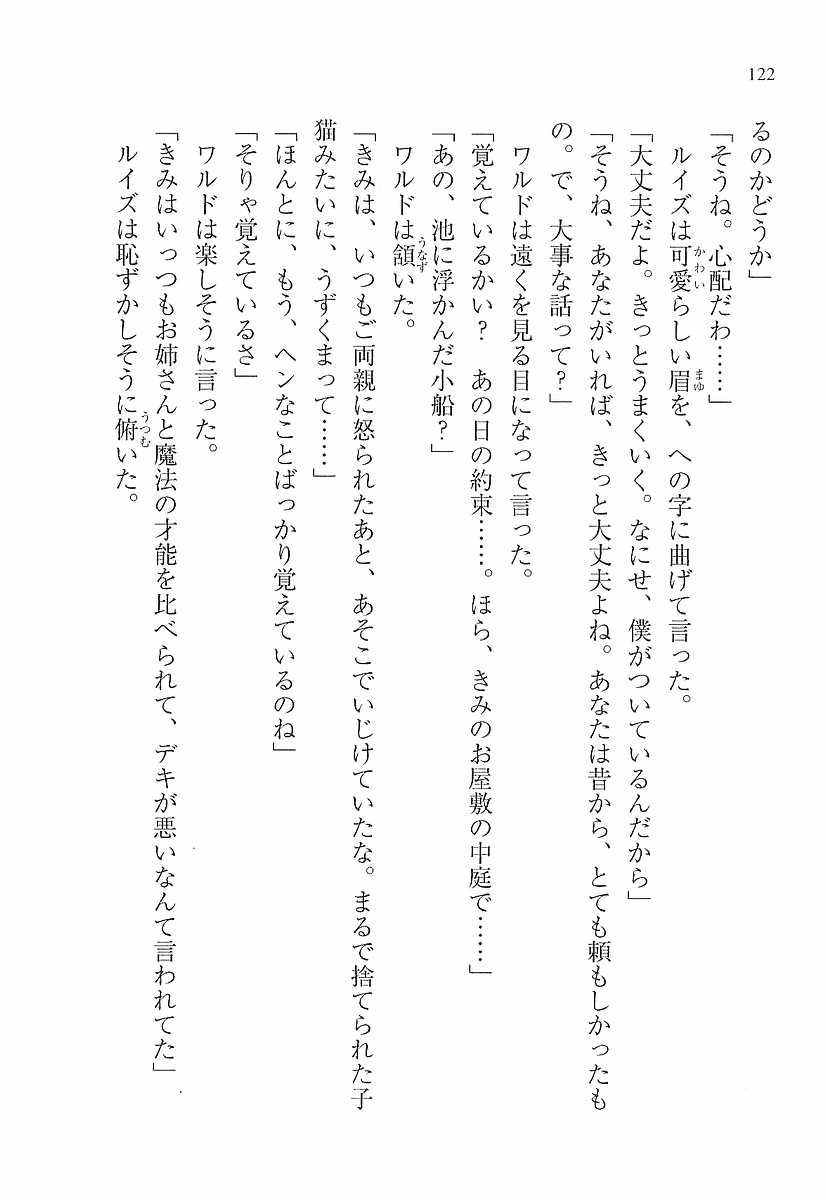 122
るのかどうか」
「そうね。心配だわ……」
ルイズは可愛らしい眉を、への字に曲げて言った。
「大丈夫だよ。きっとうまくいく。なにせ、僕がついているんだから」
「そうね、あなたがいれば、きっと大丈夫よね。あなたは昔から、とても頼もしかったも
の。で、大事な話って？」
ワルドは遠くを見る目になって言った。
「覚えているかい？　あの日の約束……。ほら、きみのお屋敷の中庭で……」
「あの、池に浮かんだ小船？」
ワルドは頷いた。
「きみは、いつもご両親に怒られたあと、あそこでいじけていたな。まるで捨てられた子
猫みたいに、うずくまって……」
「ほんとに、もう、ヘンなことばっかり覚えているのね」
「そりゃ覚えているさ」
ワルドは楽しそうに言った。
「きみはいっつもお姉さんと魔法の才能を比べられて、デキが悪いなんて言われてた」
ルイズは恥ずかしそうに俯いた。
かわい
まゆ
うなず
うつむ